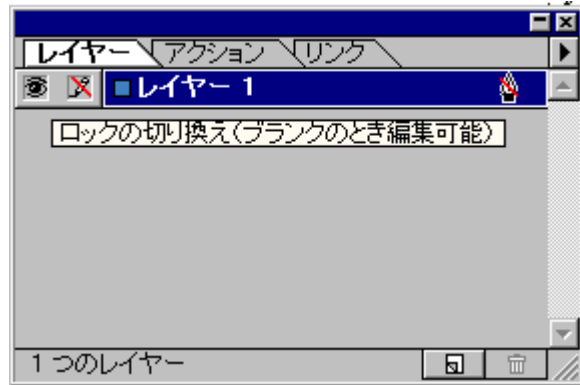 レイヤー アクション リンク
レイヤー 1
ロックの切り換え(ブランクのとき編集可能)
1 つのレイヤー